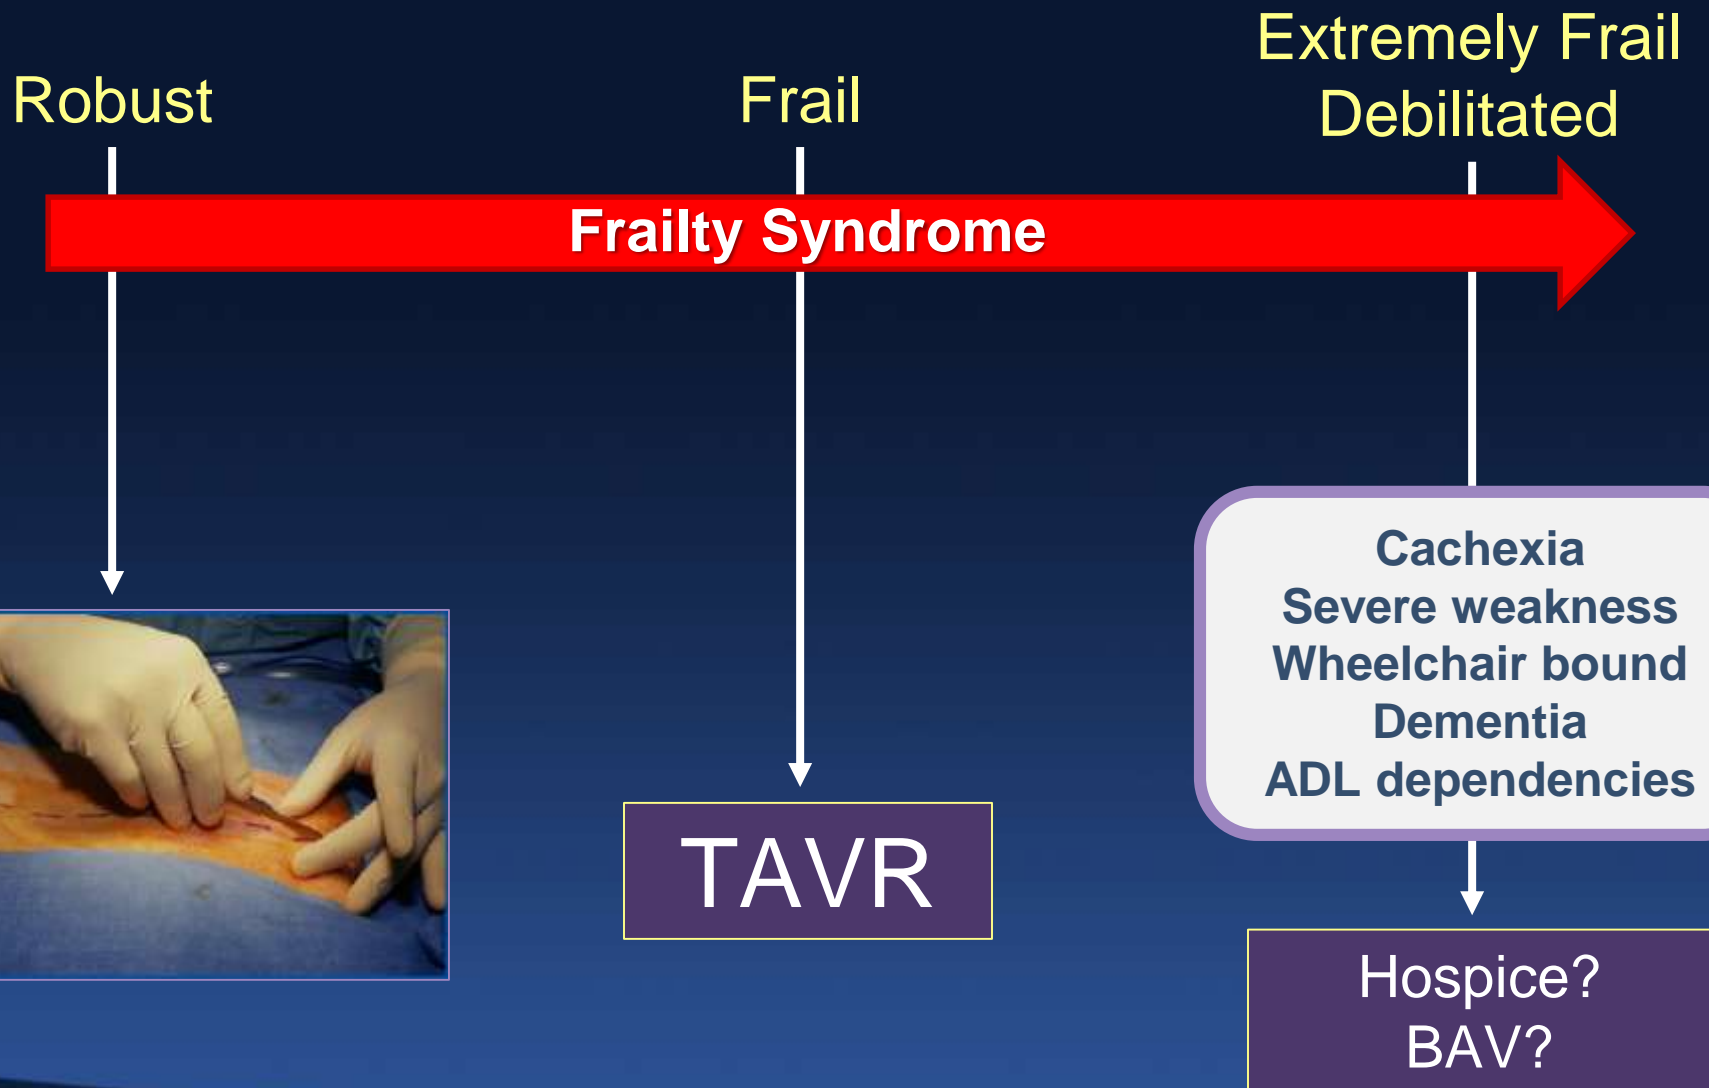 Robust
Frail
Extremely Frail
Debilitated
Frailty Syndrome
Cachexia
Severe weakness
Wheelchair bound
Dementia
ADL dependencies
TAVR
Hospice?
BAV?